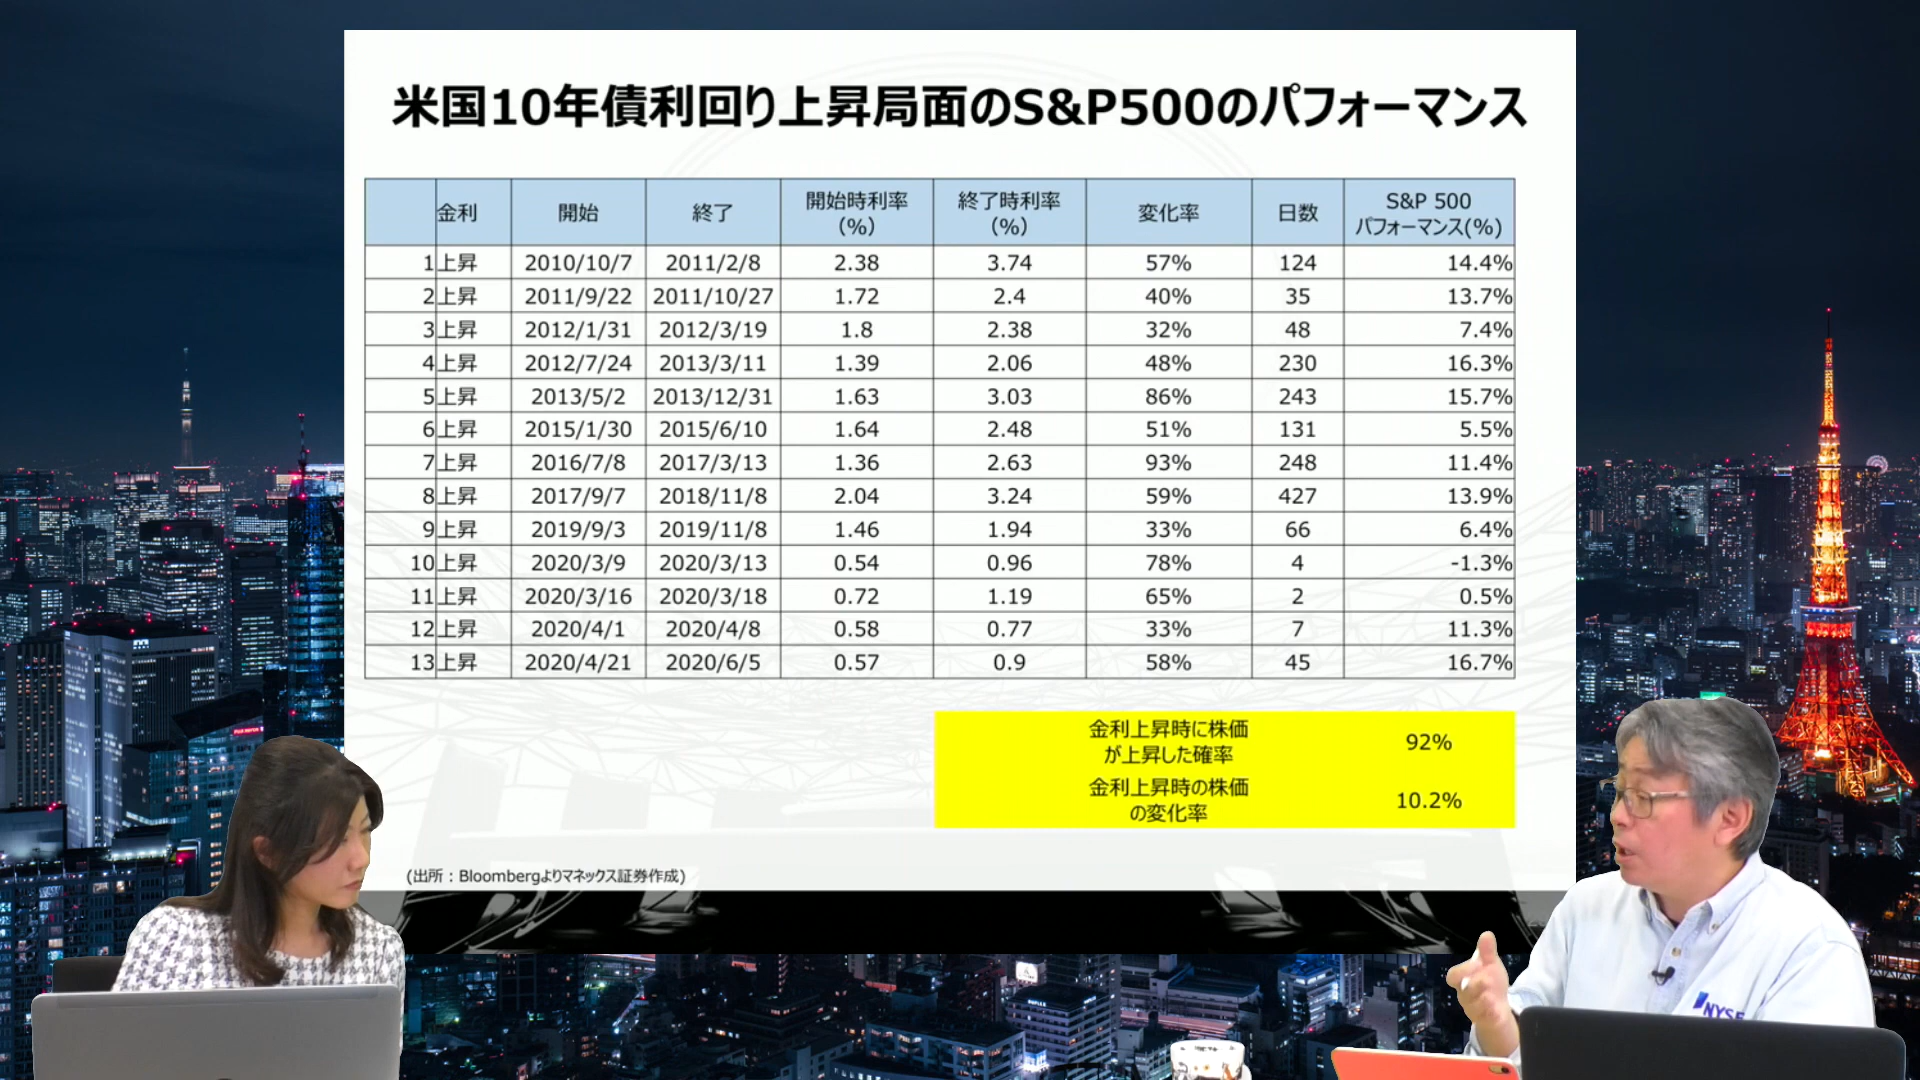 米国10年債利回り上昇局面のS&P500のパフォーマンス
金利 開始 終了 開始時利率(%) 終了時利率(%) 変化率 日数 S&P 500 パフォーマンス(%)
1 上昇 2010/10/7 2011/2/8 2.38 3.74 57% 124 14.4%
2 上昇 2011/9/22 2011/10/27 1.72 2.4 40% 35 13.7%
3 上昇 2012/1/31 2012/3/19 1.8 2.38 32% 48 7.4%
4 上昇 2012/7/24 2013/3/11 1.39 2.06 48% 230 16.3%
5 上昇 2013/5/2 2013/12/31 1.63 3.03 86% 243 15.7%
6 上昇 2015/1/30 2015/6/10 1.64 2.48 51% 131 5.5%
7 上昇 2016/7/8 2017/3/13 1.36 2.63 93% 248 11.4%
8 上昇 2017/9/7 2018/11/8 2.04 3.24 59% 427 13.9%
9 上昇 2019/9/3 2019/11/8 1.46 1.94 33% 66 6.4%
10 上昇 2020/3/9 2020/3/13 0.54 0.96 78% 4 -1.3%
11 上昇 2020/3/16 2020/3/18 0.72 1.19 65% 2 0.5%
12 上昇 2020/4/1 2020/4/8 0.58 0.77 33% 7 11.3%
13 上昇 2020/4/21 2020/6/5 0.57 0.9 58% 45 16.7%
金利上昇時に株価
が上昇した確率 92%
金利上昇時の株価
の変化率 10.2%
(出所：Bloombergよりマネックス証券作成)
NYSE